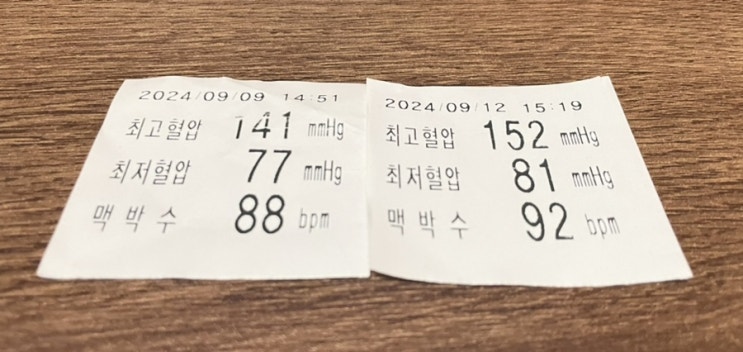 2024/09/09 14:51
최고혈압 141 mmHg
최저혈압 77 mmHg
맥 박 수 88 bpm
2024/09/12 15:19
최고혈압 152 mmHg
최저혈압 81 mmHg
맥 박 수 92 bpm